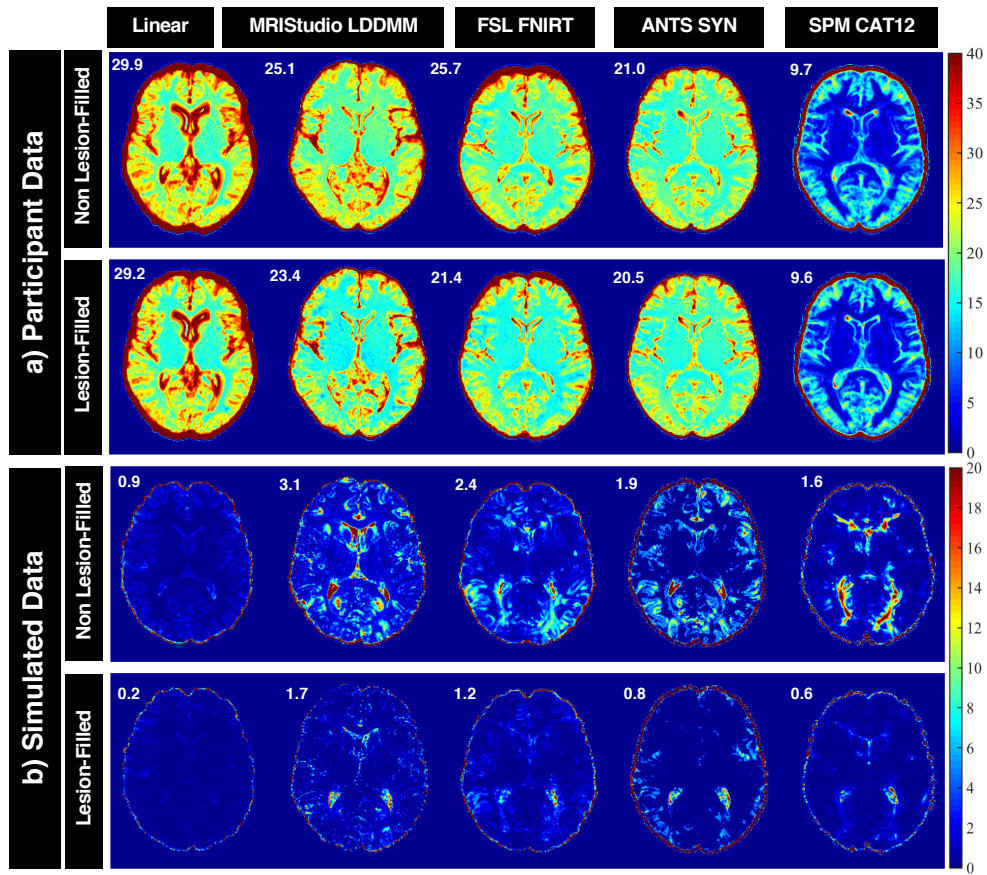 Linear MRIStudio LDDMM FSL FNIRT ANTS SYN SPM CAT12
a) Participant Data
Non Lesion-Filled
29.9 25.1 25.7 21.0 9.7
Lesion-Filled
29.2 23.4 21.4 20.5 9.6
40
35
30
25
20
15
10
5
0
b) Simulated Data
Non Lesion-Filled
0.9 3.1 2.4 1.9 1.6
Lesion-Filled
0.2 1.7 1.2 0.8 0.6
20
18
16
14
12
10
8
6
4
2
0